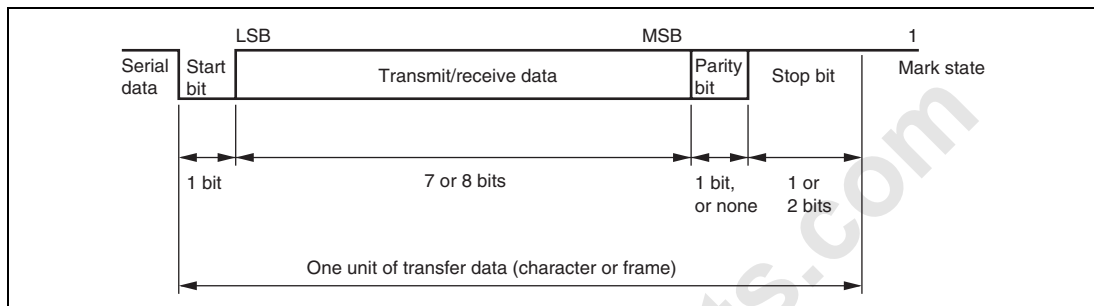 LSB MSB 1
Serial data
Start bit
Transmit/receive data
Parity bit
Stop bit
Mark state
1 bit
7 or 8 bits
1 bit, or none
1 or 2 bits
One unit of transfer data (character or frame)